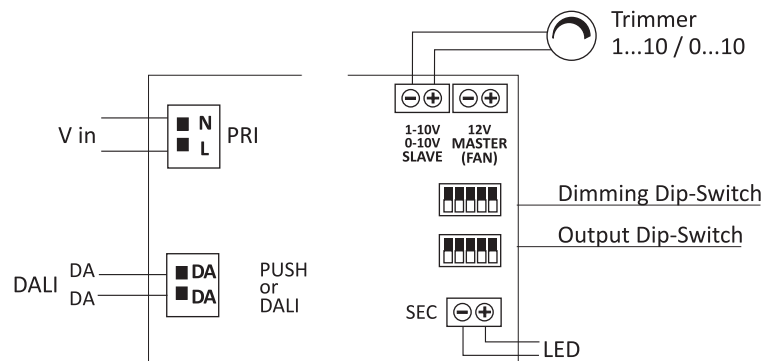 Trimmer
1...10 / 0...10
1-10V
0-10V
SLAVE
12V
MASTER
(FAN)
V in
N
L
PRI
Dimming Dip-Switch
Output Dip-Switch
DALI
DA
DA
DA
DA
PUSH
or
DALI
SEC
LED